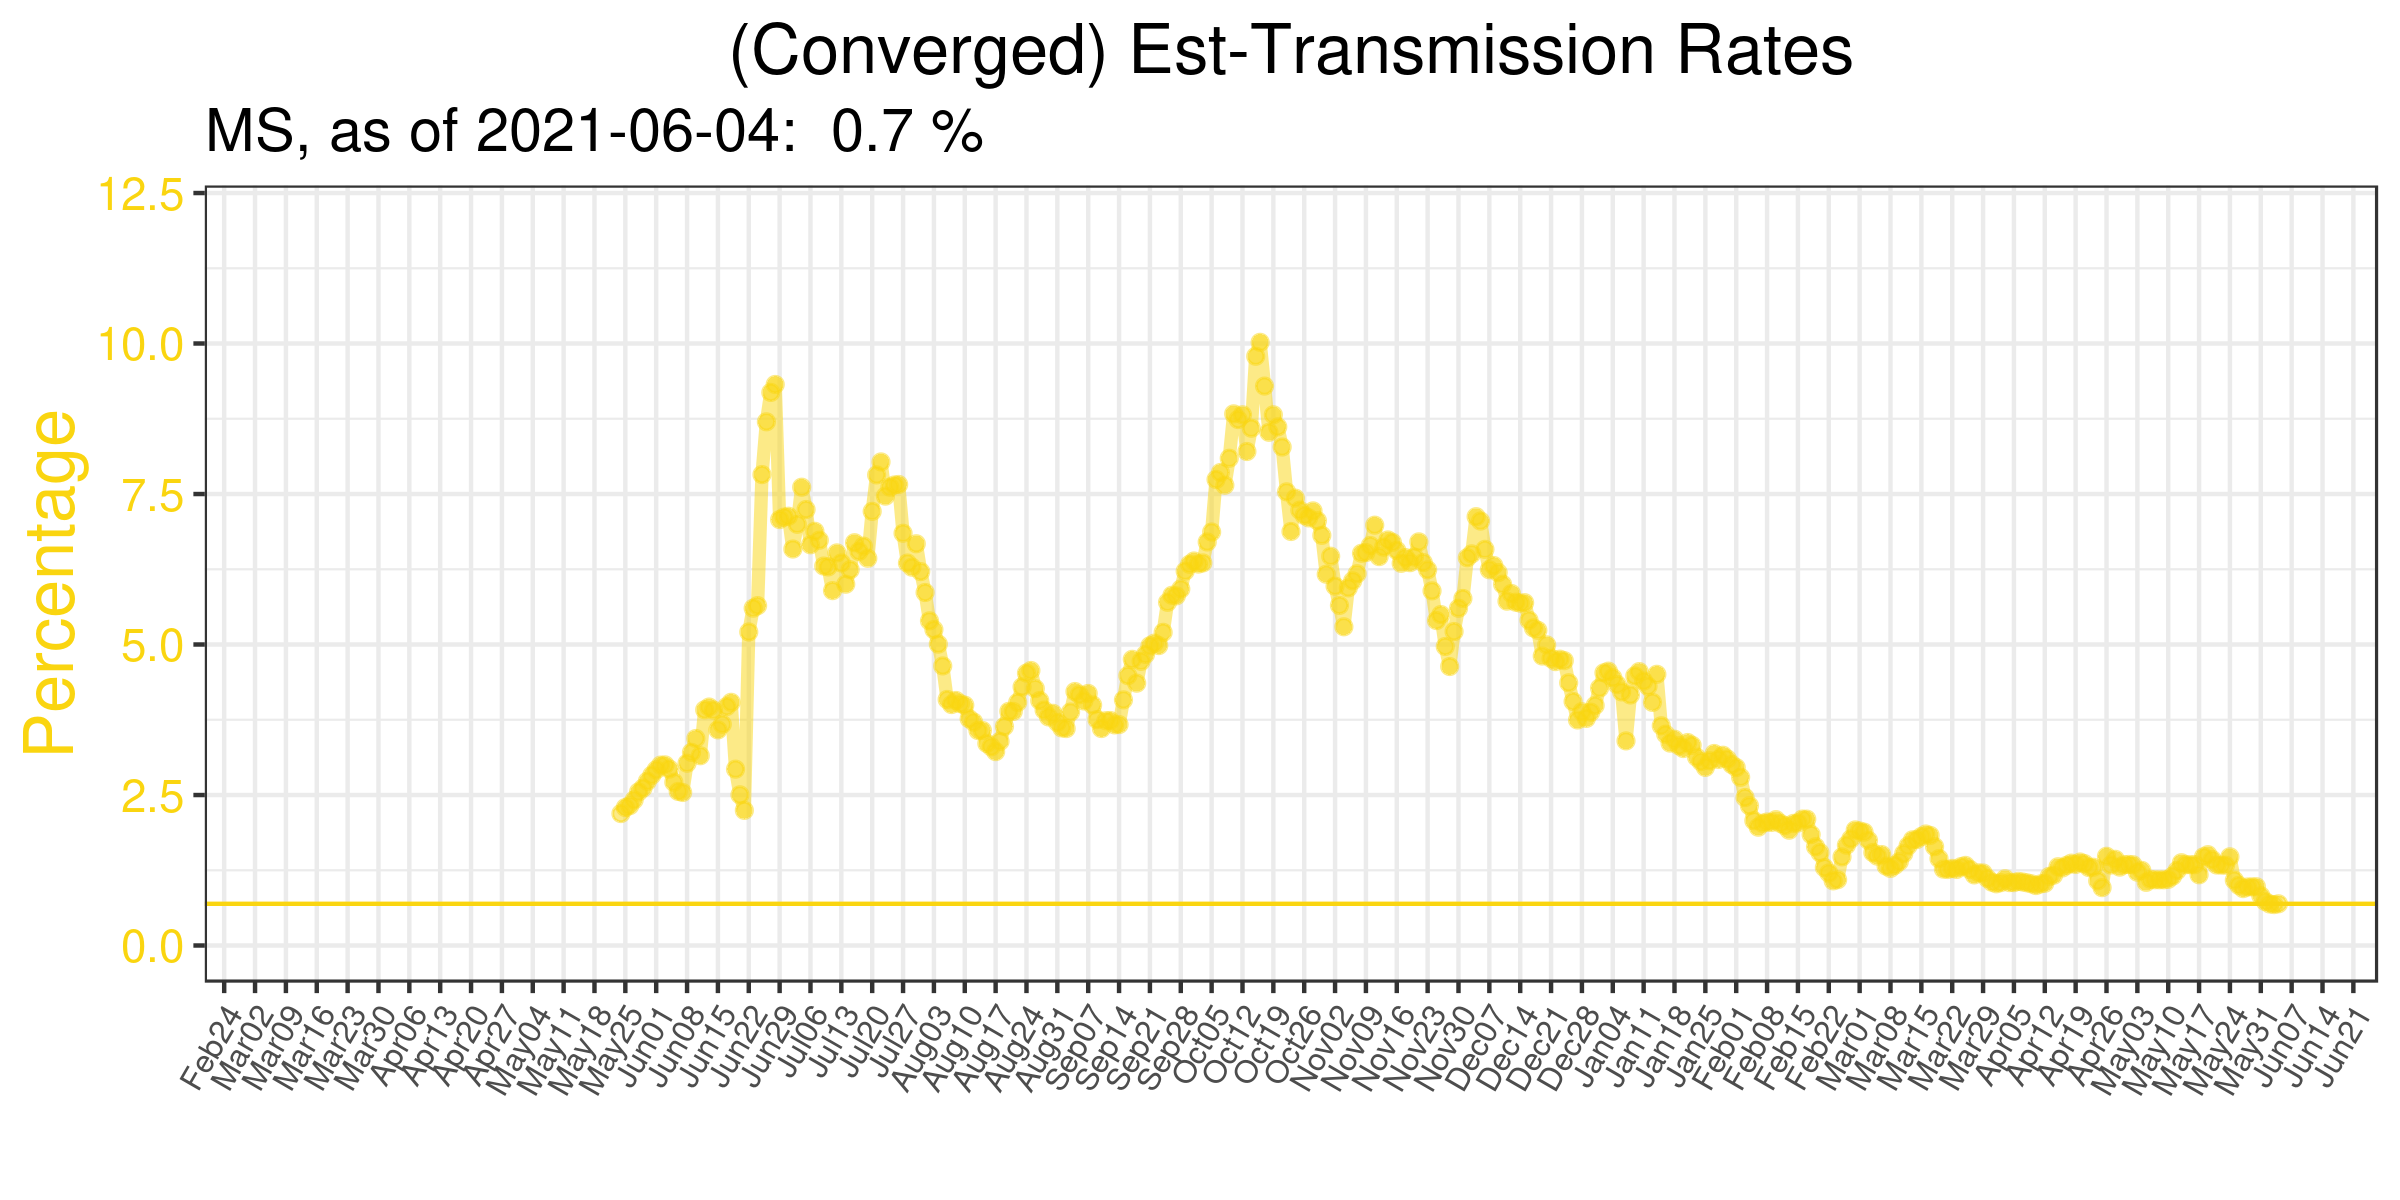 (Converged) Est-Transmission Rates
MS, as of 2021-06-04:  0.7 %
Percentage
12.5
10.0
7.5
5.0
2.5
0.0
Feb24
Mar02
Mar09
Mar16
Mar23
Mar30
Apr06
Apr13
Apr20
Apr27
May04
May11
May18
May25
Jun01
Jun08
Jun15
Jun22
Jun29
Jul06
Jul13
Jul20
Jul27
Aug03
Aug10
Aug17
Aug24
Aug31
Sep07
Sep14
Sep21
Sep28
Oct05
Oct12
Oct19
Oct26
Nov02
Nov09
Nov16
Nov23
Nov30
Dec07
Dec14
Dec21
Dec28
Jan04
Jan11
Jan18
Jan25
Feb01
Feb08
Feb15
Feb22
Mar01
Mar08
Mar15
Mar22
Mar29
Apr05
Apr12
Apr19
Apr26
May03
May10
May17
May24
May31
Jun07
Jun14
Jun21